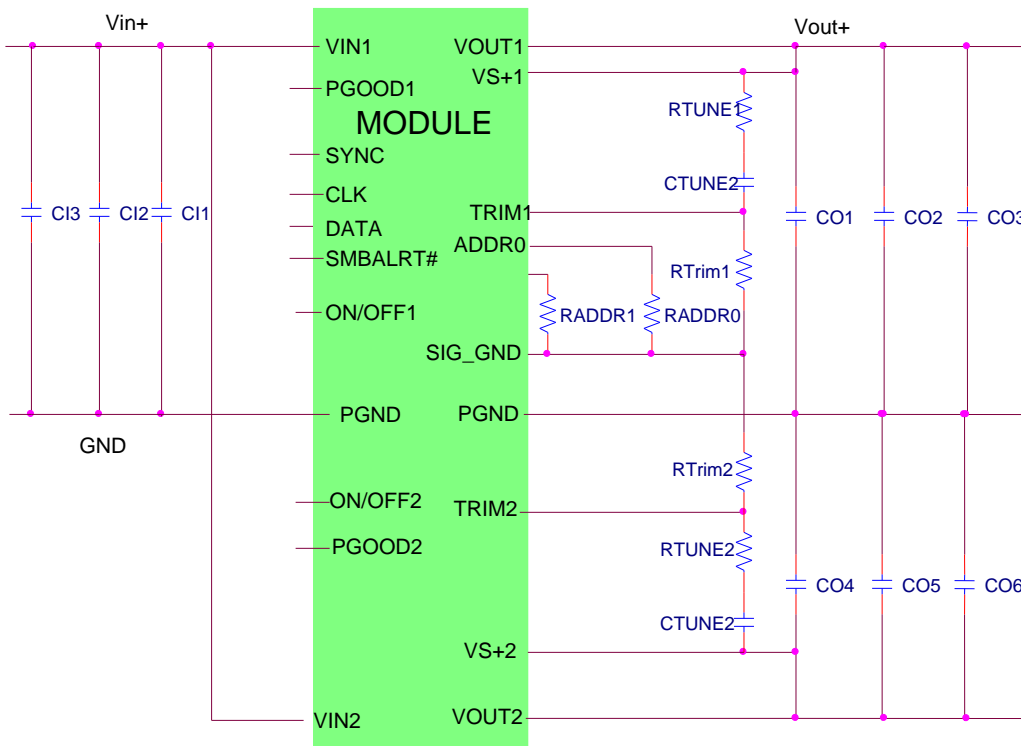 Vin+
Vout+
VIN1
VOUT1
VS+1
PGOOD1
RTUNE1
MODULE
SYNC
CTUNE2
CLK
TRIM1
CI3
CI2
CI1
CO1
CO2
CO3
DATA
ADDR0
SMBALRT#
RTrim1
ON/OFF1
RADDR1
RADDR0
SIG_GND
PGND
PGND
GND
RTrim2
ON/OFF2
TRIM2
PGOOD2
RTUNE2
CO4
CO5
CO6
CTUNE2
VS+2
VIN2
VOUT2